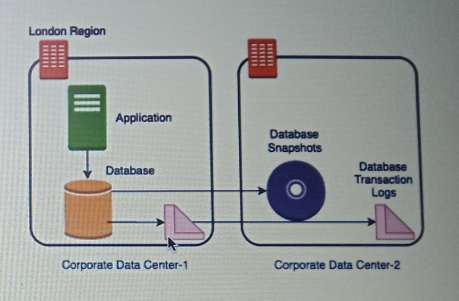 London Region
Application
Database
Database
Snapshots
Database
Transaction
Logs
Corporate Data Center-1
Corporate Data Center-2